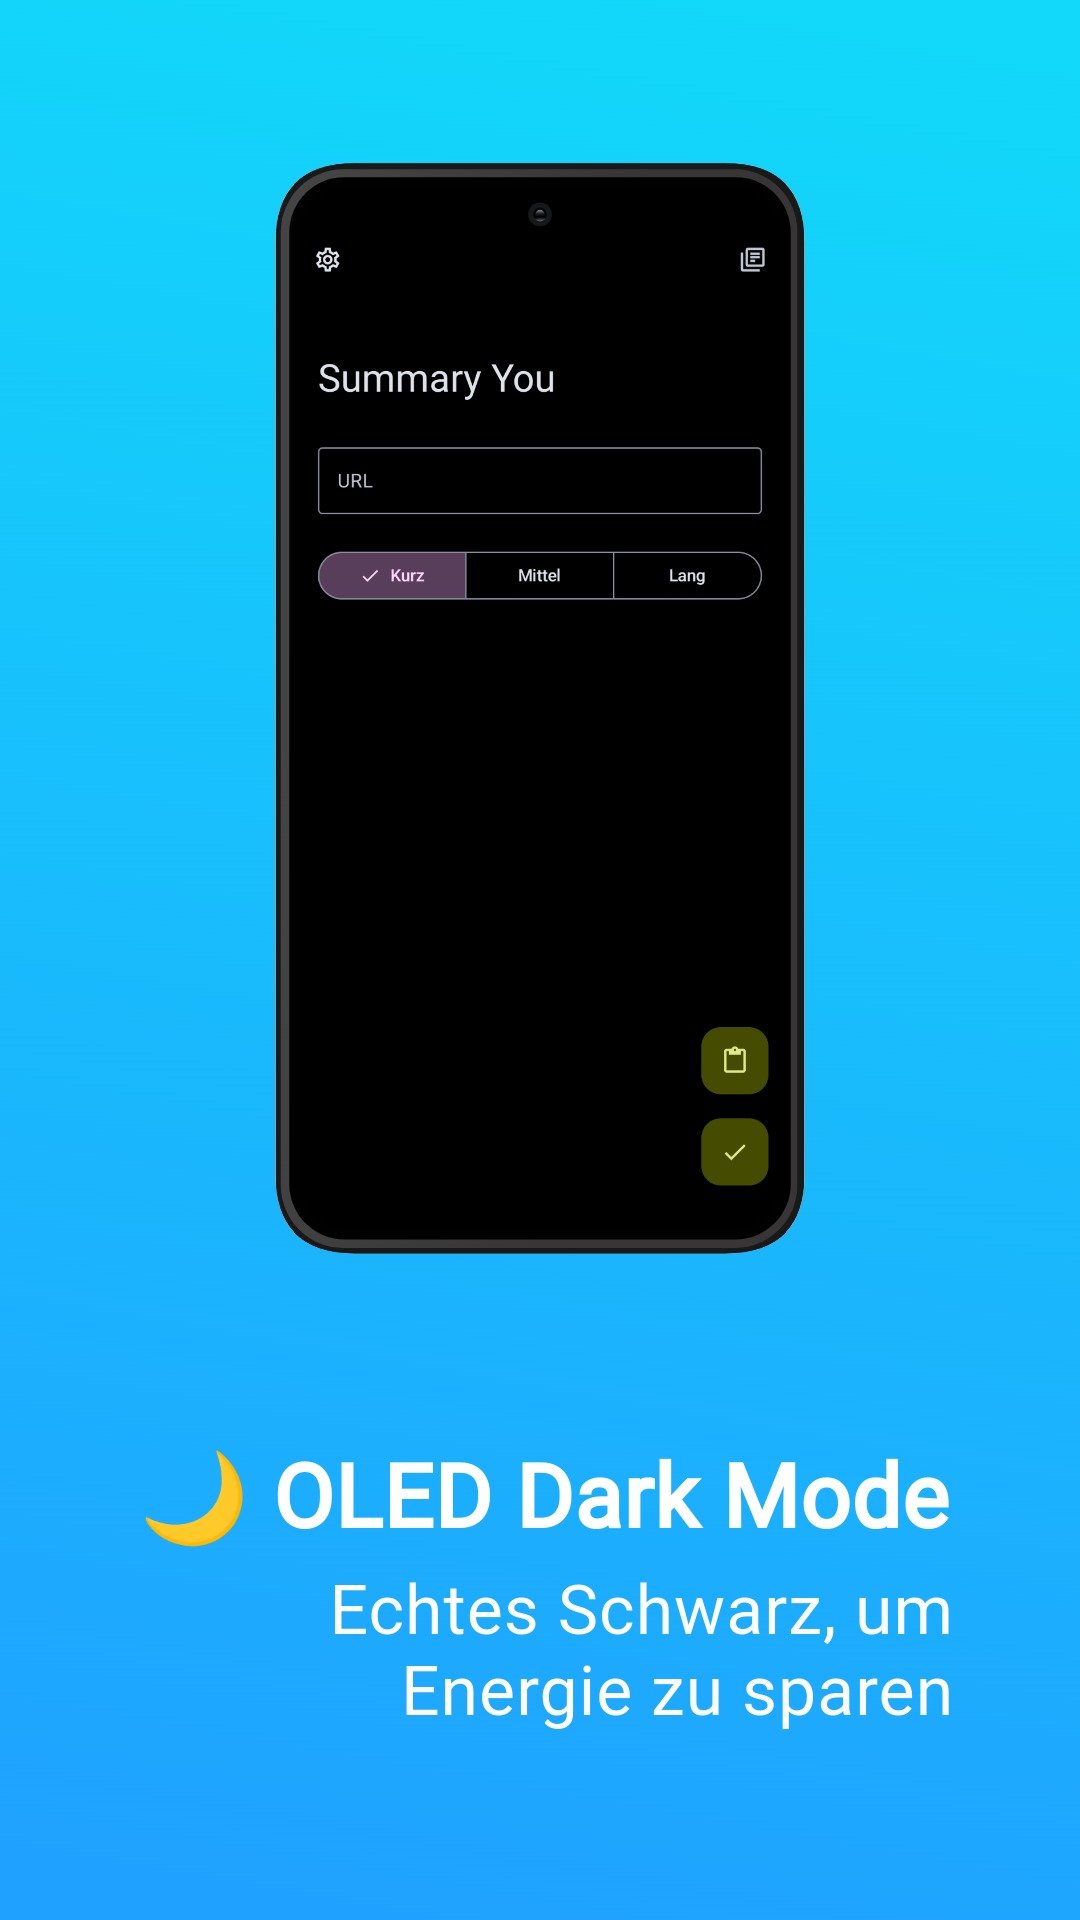 Summary You
URL
Kurz
Mittel
Lang
🌙 OLED Dark Mode
Echtes Schwarz, um
Energie zu sparen